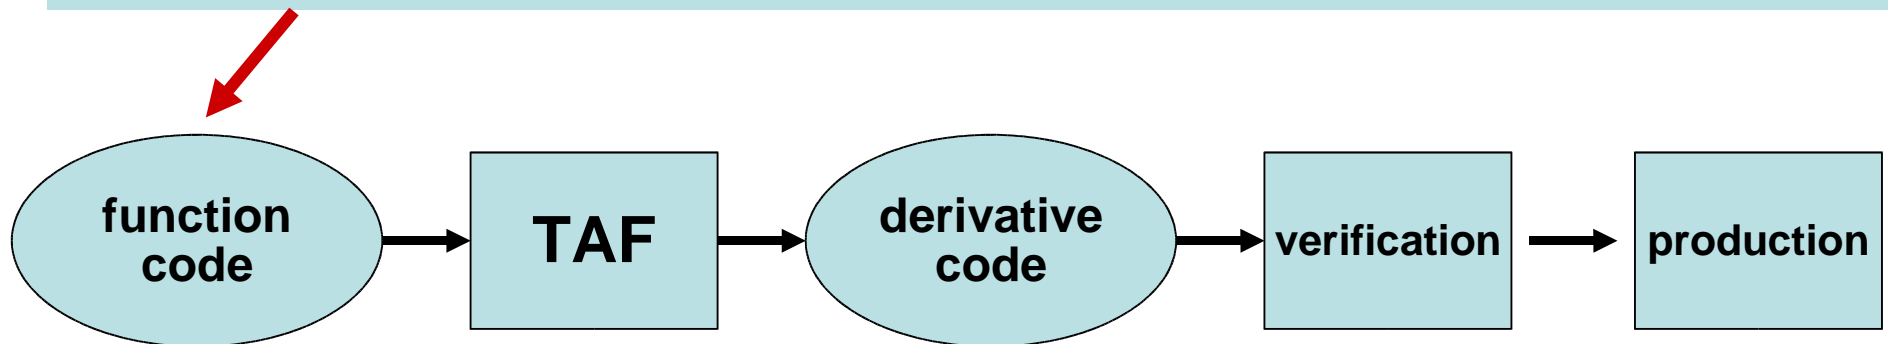 function
code
TAF
derivative
code
verification
production